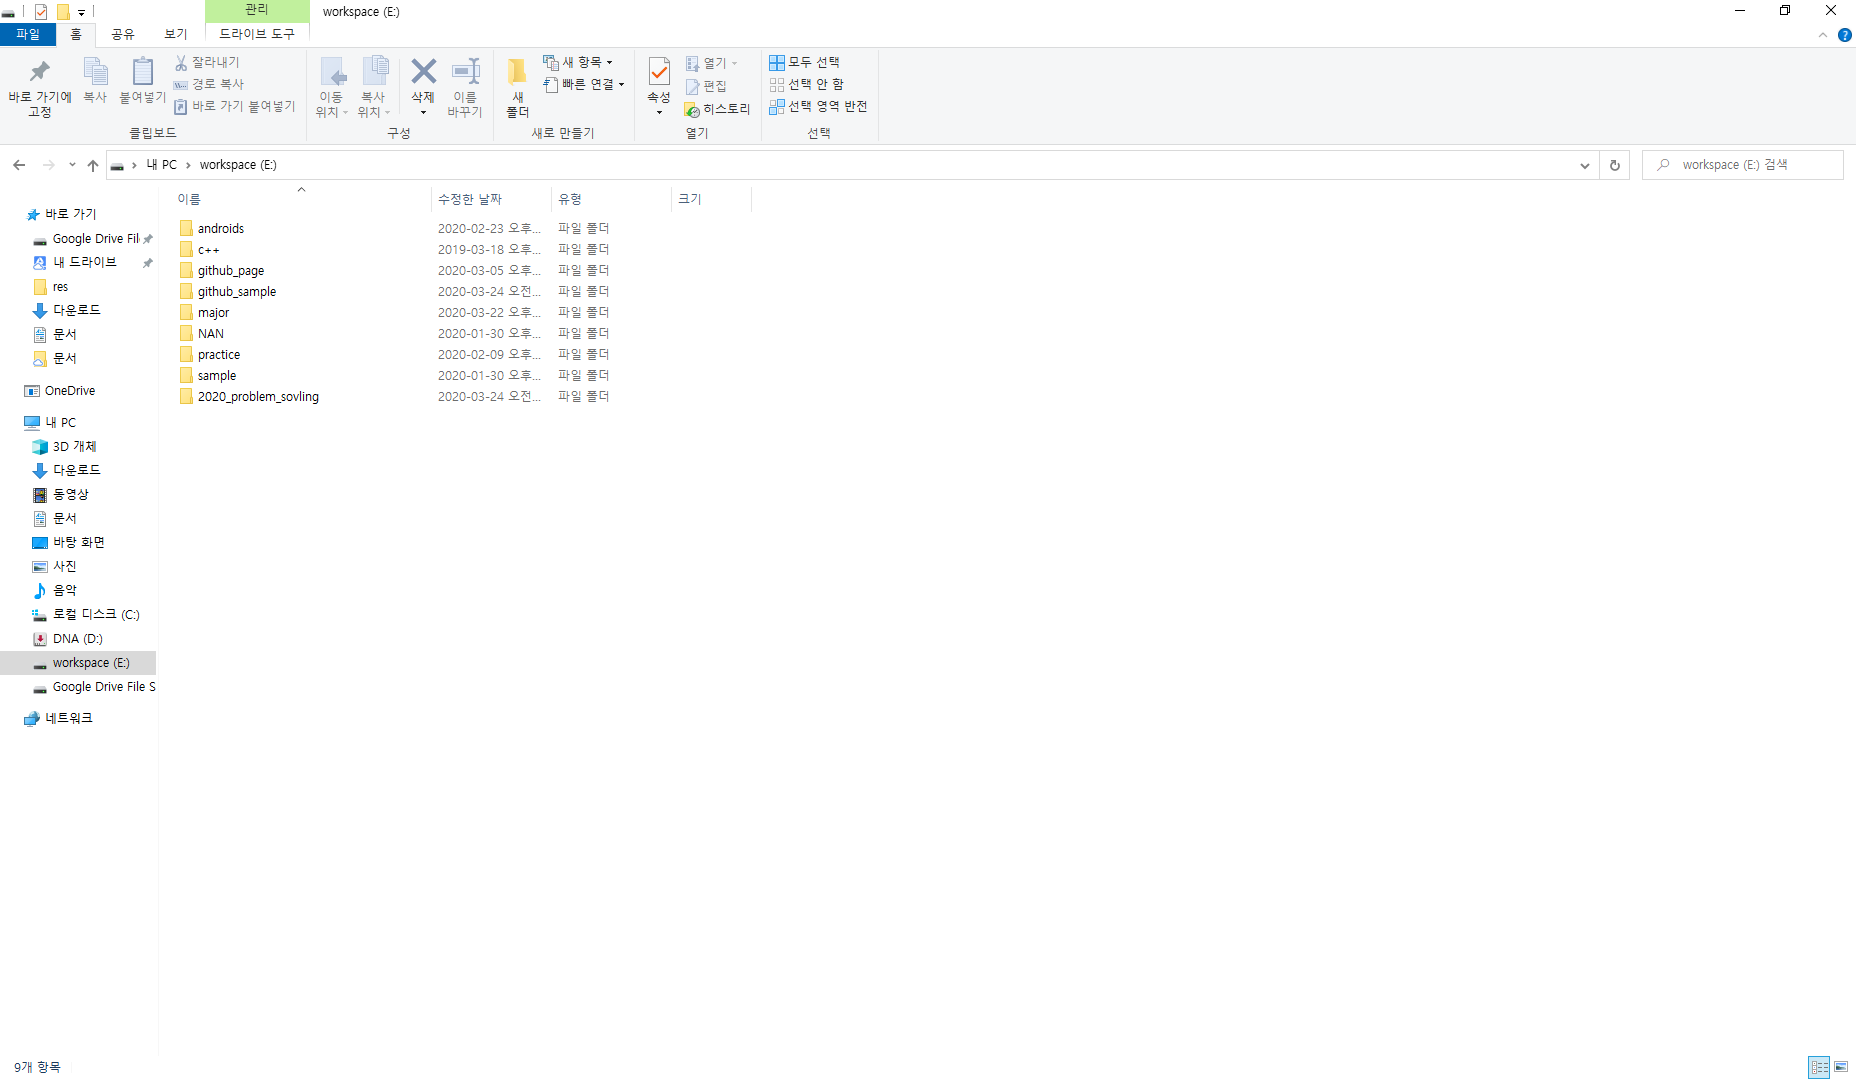 관리
workspace (E:)
파일
홈
공유
보기
드라이브 도구
바로 가기에
고정
복사
붙여넣기
잘라내기
경로 복사
바로 가기 붙여넣기
클립보드
이동
위치
복사
위치
삭제
이름
바꾸기
구성
새
폴더
새 항목
빠른 연결
새로 만들기
속성
열기
편집
히스토리
열기
모두 선택
선택 안 함
선택 영역 반전
선택
내 PC
workspace (E:)
workspace (E:) 검색
이름 수정한 날짜 유형 크기
androids 2020-02-23 오후... 파일 폴더
c++ 2019-03-18 오후... 파일 폴더
github_page 2020-03-05 오후... 파일 폴더
github_sample 2020-03-24 오전... 파일 폴더
major 2020-03-22 오후... 파일 폴더
NAN 2020-01-30 오후... 파일 폴더
practice 2020-02-09 오후... 파일 폴더
sample 2020-01-30 오후... 파일 폴더
2020_problem_sovling 2020-03-24 오전... 파일 폴더
바로 가기
Google Drive Fil
내 드라이브
res
다운로드
문서
문서
OneDrive
내 PC
3D 개체
다운로드
동영상
문서
바탕 화면
사진
음악
로컬 디스크 (C:)
DNA (D:)
workspace (E:)
Google Drive File S
네트워크
9개 항목